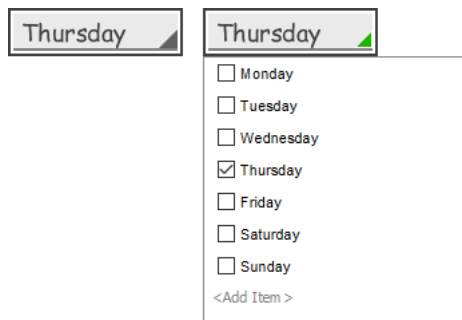 Thursday
Thursday
Monday
Tuesday
Wednesday
Thursday
Friday
Saturday
Sunday
<Add Item >